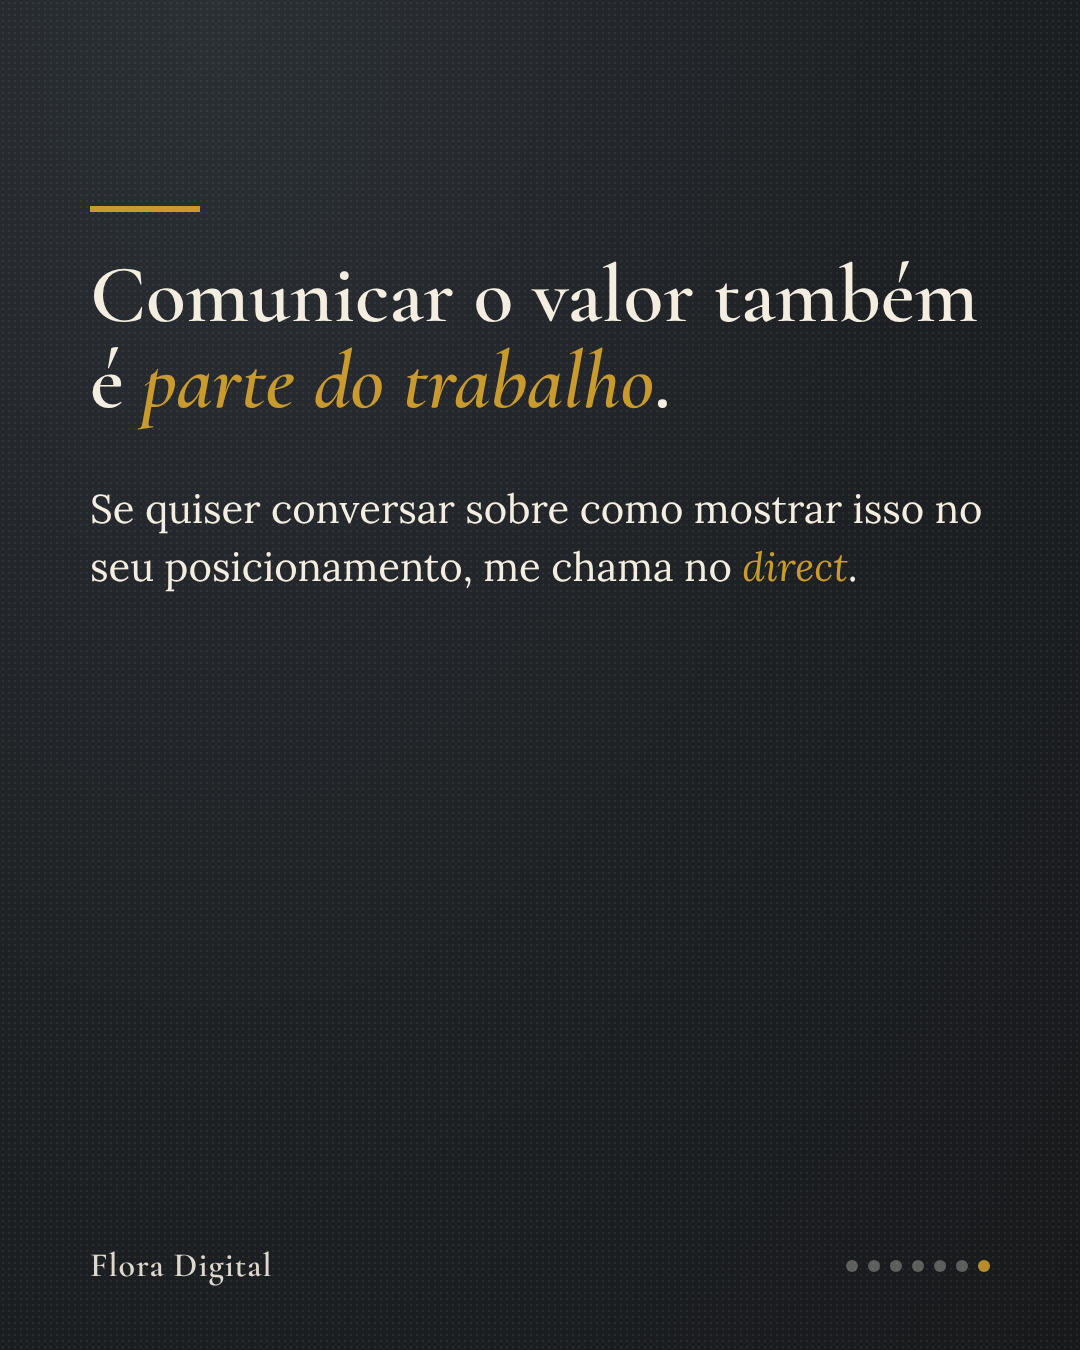 Comunicar o valor também
é parte do trabalho.
Se quiser conversar sobre como mostrar isso no
seu posicionamento, me chama no direct.
Flora Digital